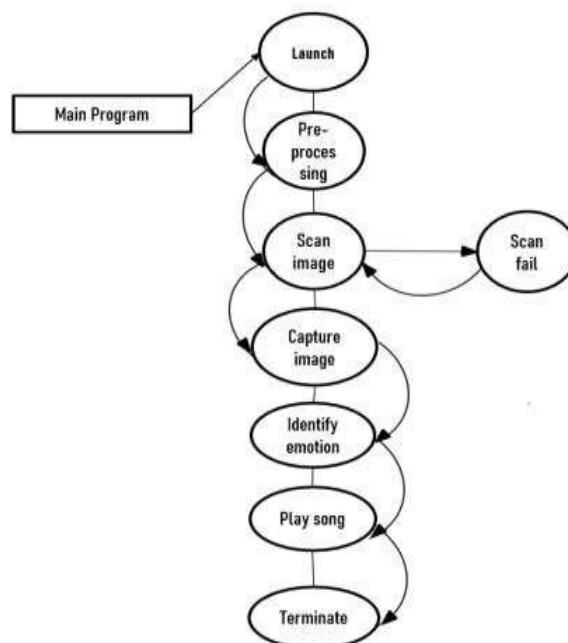 Launch
Main Program
Pre-
proces
sing
Scan
image
Scan
fail
Capture
image
Identify
emotion
Play song
Terminate